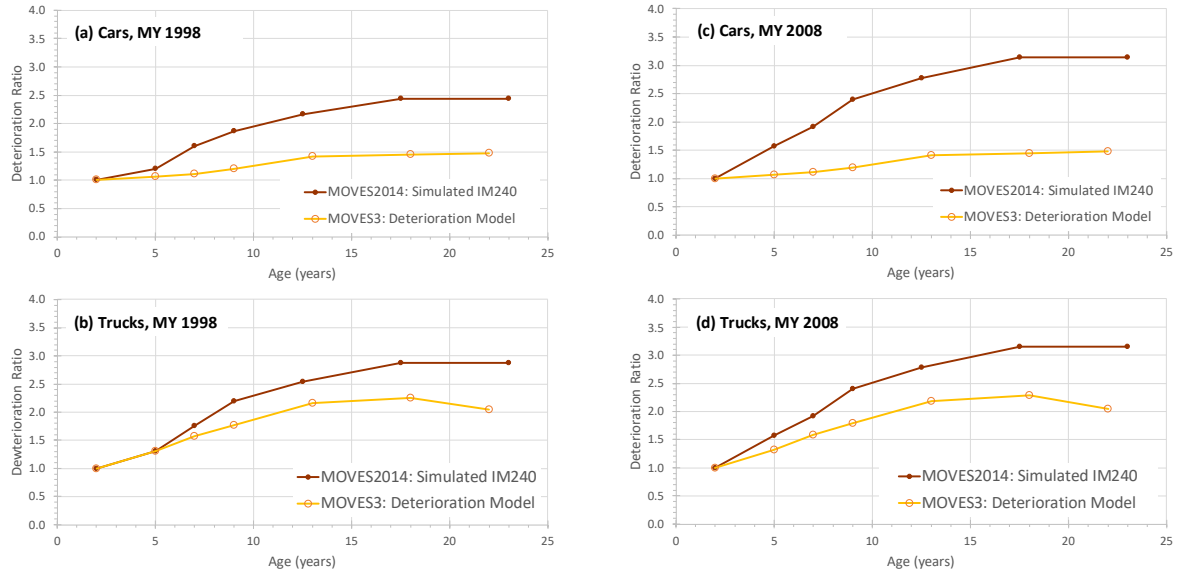 (a) Cars, MY 1998
Deterioration Ratio
4.0
3.5
3.0
2.5
2.0
1.5
1.0
0.5
0.0
MOVES2014: Simulated IM240
MOVES3: Deterioration Model
0 5 10 15 20 25
Age (years)
(c) Cars, MY 2008
Deterioration Ratio
4.0
3.5
3.0
2.5
2.0
1.5
1.0
0.5
0.0
MOVES2014: Simulated IM240
MOVES3: Deterioration Model
0 5 10 15 20 25
Age (years)
(b) Trucks, MY 1998
Dewterioration Ratio
4.0
3.5
3.0
2.5
2.0
1.5
1.0
0.5
0.0
MOVES2014: Simulated IM240
MOVES3: Deterioration Model
0 5 10 15 20 25
Age (years)
(d) Trucks, MY 2008
Deterioration Ratio
4.0
3.5
3.0
2.5
2.0
1.5
1.0
0.5
0.0
MOVES2014: Simulated IM240
MOVES3: Deterioration Model
0 5 10 15 20 25
Age (years)